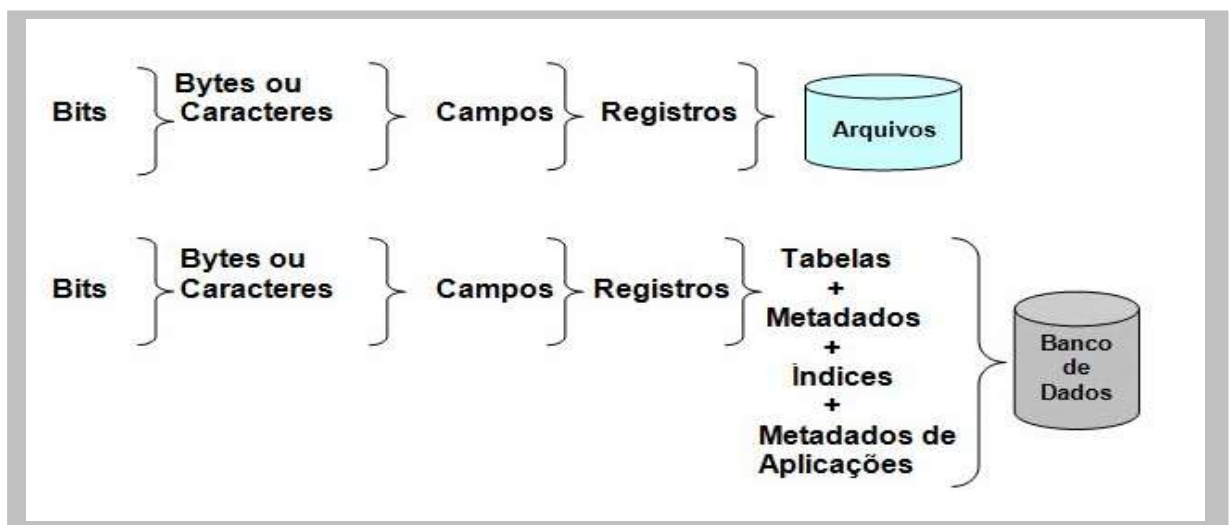 Bits
Bytes ou
Caracteres
Campos
Registros
Arquivos
Bits
Bytes ou
Caracteres
Campos
Registros
Tabelas
+
Metadados
+
Índices
+
Metadados de
Aplicações
Banco
de
Dados